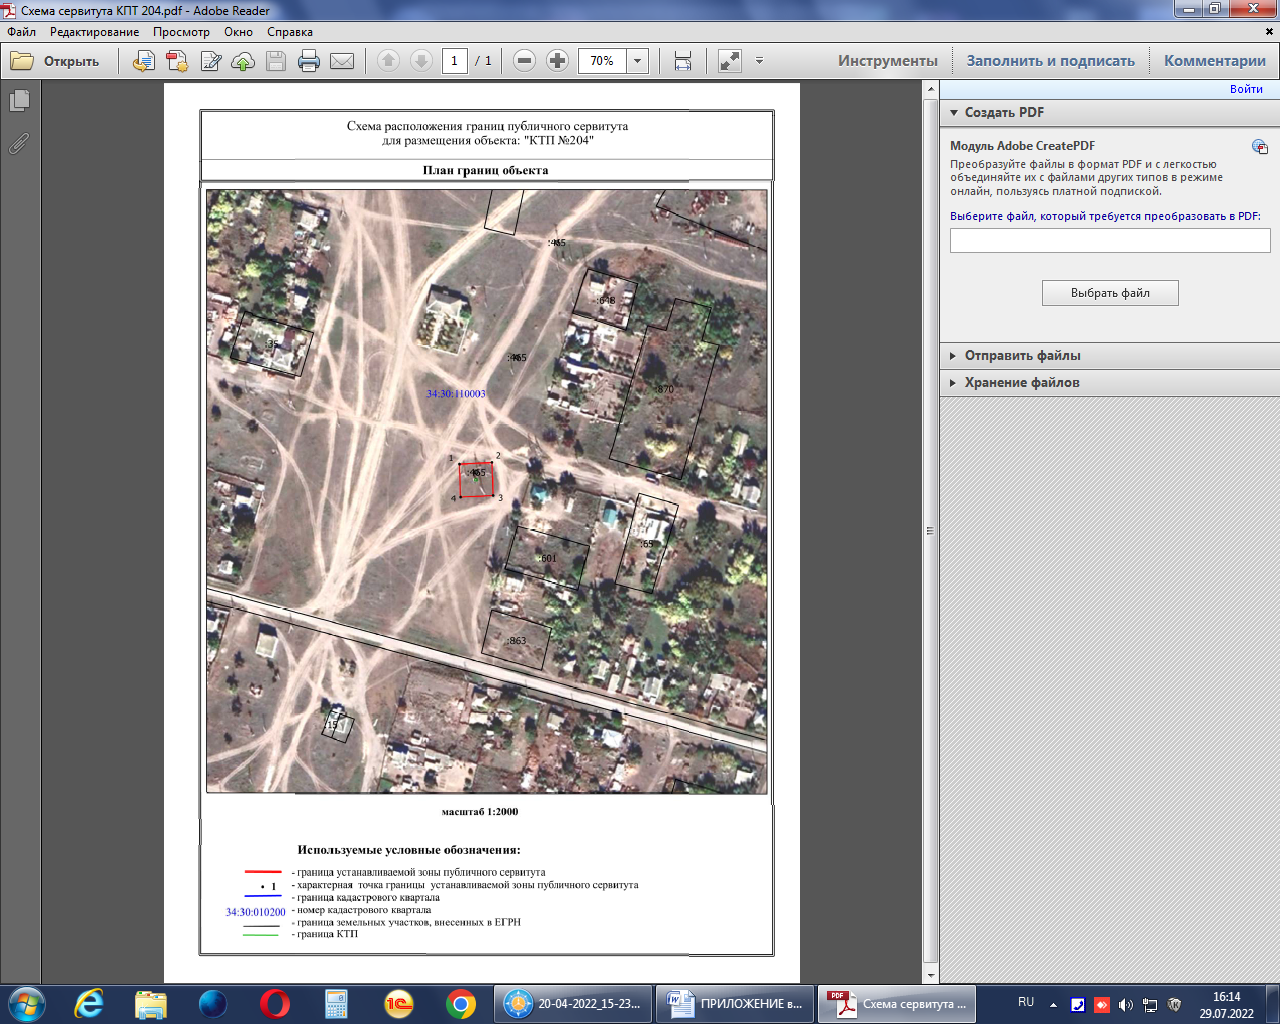 Схема сервитута КПТ 204.pdf - Adobe Reader
Файл Редактирование Просмотр Окно Справка
Открыть 1 / 1 70% Инструменты Заполнить и подписать Комментарии
Войти
Создать PDF
Модуль Adobe CreatePDF
Преобразуйте файлы в формат PDF и с легкостью
объединяйте их с файлами других типов в режиме
онлайн, пользуясь платной подпиской.
Выберите файл, который требуется преобразовать в PDF:
Выбрать файл
Отправить файлы
Хранение файлов
Схема расположения границ публичного сервитута
для размещения объекта: "КТП №204"
План границ объекта
:465
:648
:35
:465
:870
34:30:110003
1 2
:465
4 3
:65
:601
:863
:15
масштаб 1:2000
Используемые условные обозначения:
- граница устанавливаемой зоны публичного сервитута
• 1 - характерная точка границы устанавливаемой зоны публичного сервитута
- граница кадастрового квартала
34:30:010200 - номер кадастрового квартала
- граница земельных участков, внесенных в ЕГРН
- граница КТП
20-04-2022_15-23... ПРИЛОЖЕНИЕ в... Схема сервитута ... RU 16:14
29.07.2022